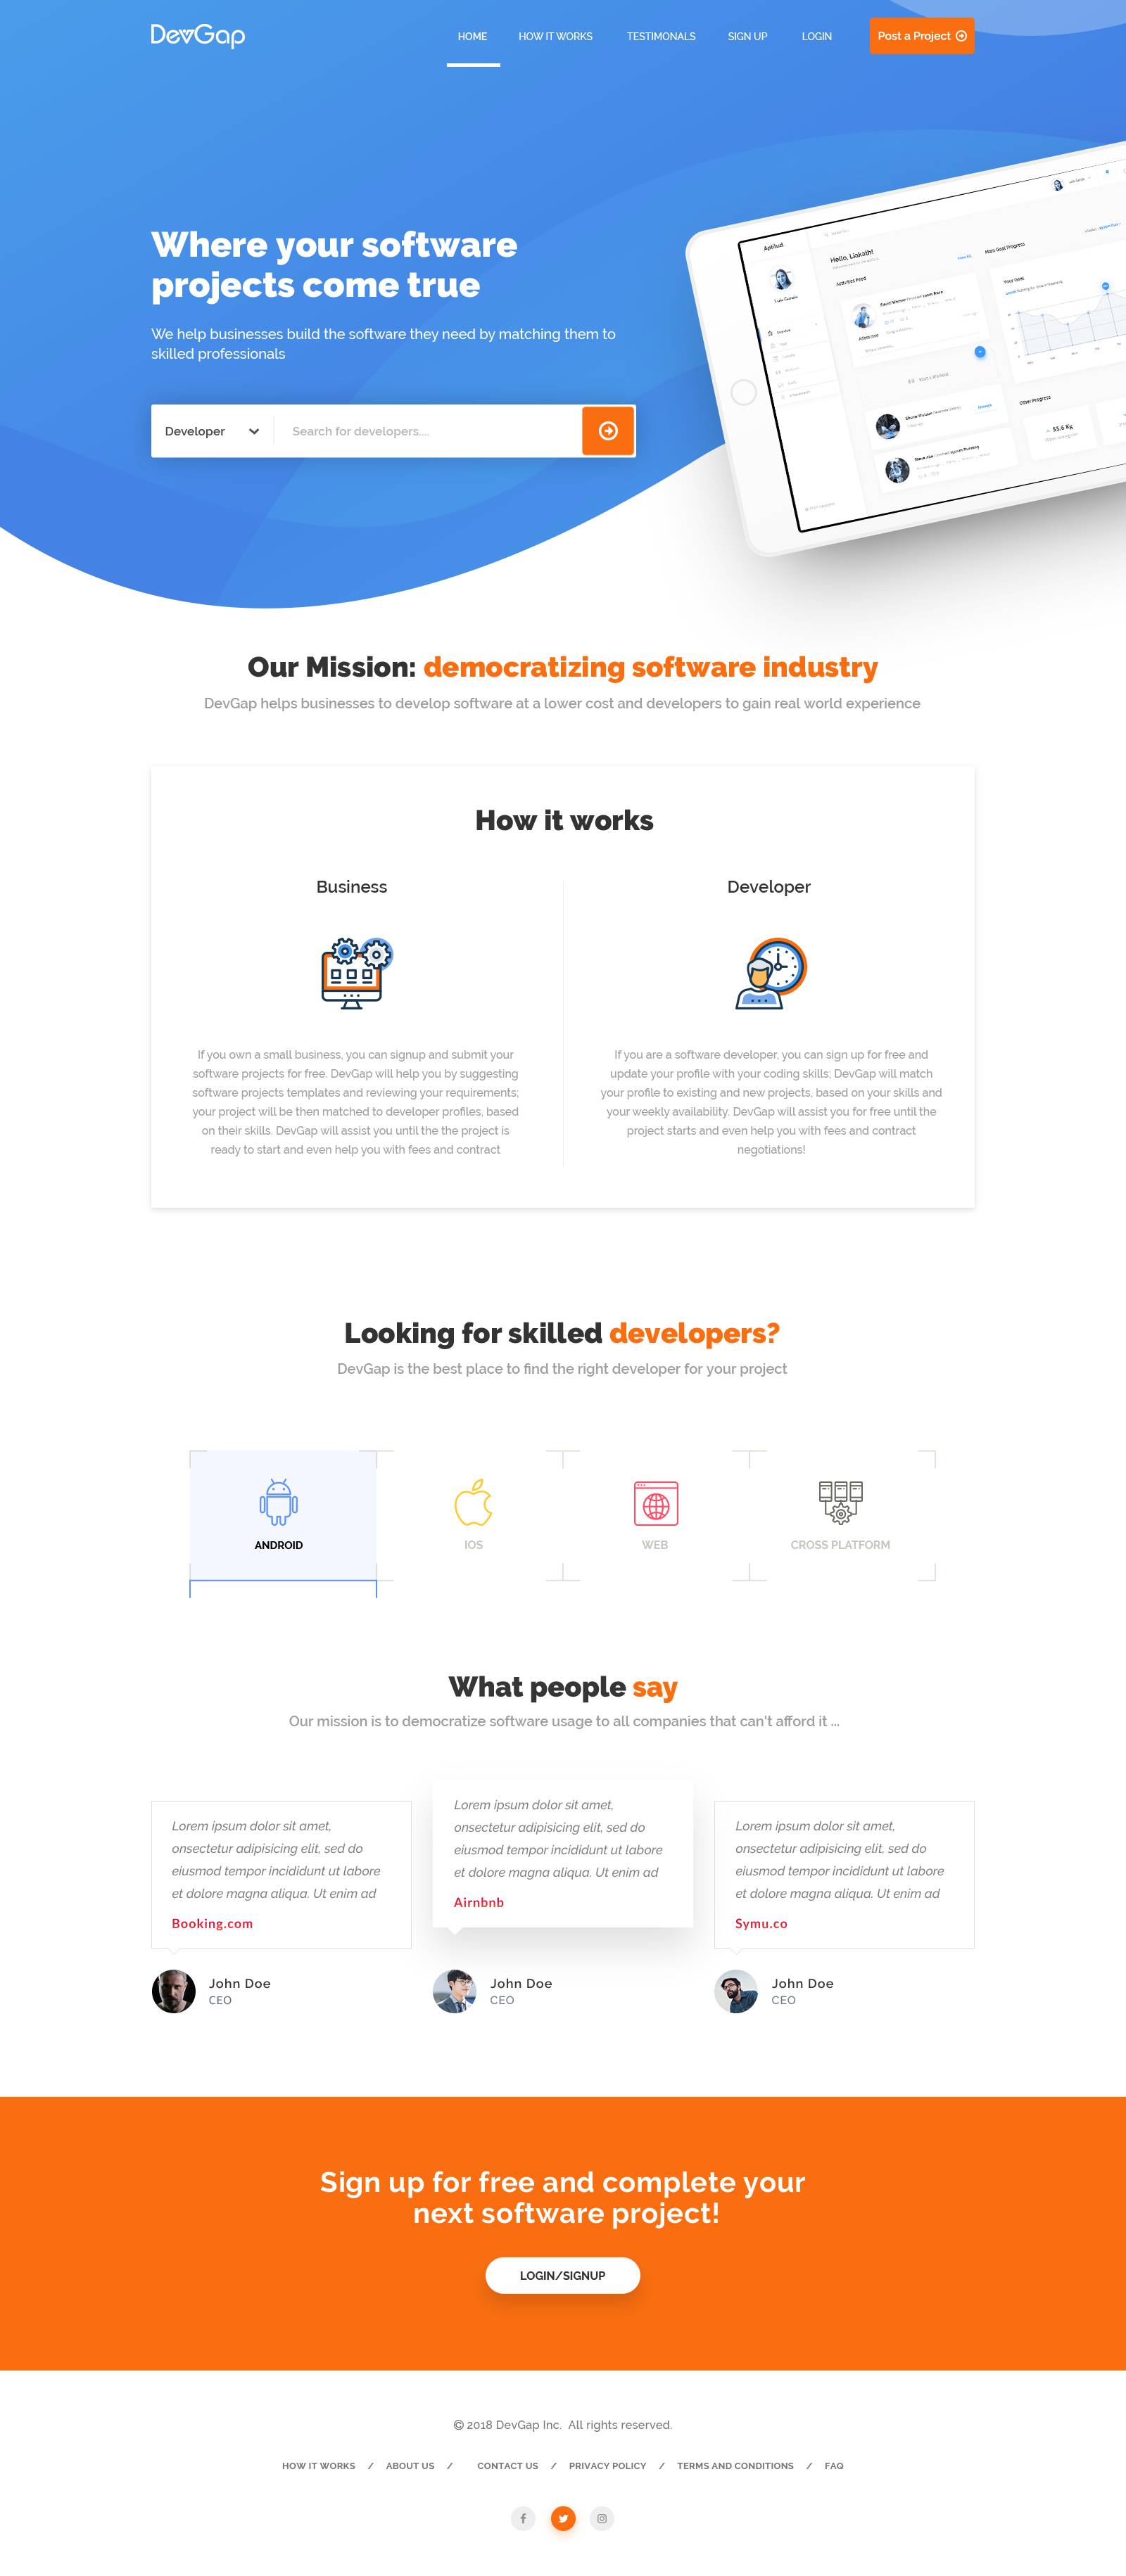 DevGap
HOME
HOW IT WORKS
TESTIMONALS
SIGN UP
LOGIN
Post a Project
Where your software
projects come true
We help businesses build the software they need by matching them to
skilled professionals
Developer
Search for developers....
Hello, Liakath!
Activities Feed
Your Goal
Other Progress
55.6 Kg
Our Mission: democratizing software industry
DevGap helps businesses to develop software at a lower cost and developers to gain real world experience
How it works
Business
If you own a small business, you can signup and submit your
software projects for free. DevGap will help you by suggesting
software projects templates and reviewing your requirements;
your project will be then matched to developer profiles, based
on their skills. DevGap will assist you until the the project is
ready to start and even help you with fees and contract
Developer
If you are a software developer, you can sign up for free and
update your profile with your coding skills; DevGap will match
your profile to existing and new projects, based on your skills and
your weekly availability. DevGap will assist you for free until the
project starts and even help you with fees and contract
negotiations!
Looking for skilled developers?
DevGap is the best place to find the right developer for your project
ANDROID
IOS
WEB
CROSS PLATFORM
What people say
Our mission is to democratize software usage to all companies that can't afford it ...
Lorem ipsum dolor sit amet,
onsectetur adipisicing elit, sed do
eiusmod tempor incididunt ut labore
et dolore magna aliqua. Ut enim ad
Booking.com
John Doe
CEO
Lorem ipsum dolor sit amet,
onsectetur adipisicing elit, sed do
eiusmod tempor incididunt ut labore
et dolore magna aliqua. Ut enim ad
Airnbnb
John Doe
CEO
Lorem ipsum dolor sit amet,
onsectetur adipisicing elit, sed do
eiusmod tempor incididunt ut labore
et dolore magna aliqua. Ut enim ad
Symu.co
John Doe
CEO
Sign up for free and complete your
next software project!
LOGIN/SIGNUP
© 2018 DevGap Inc. All rights reserved.
HOW IT WORKS / ABOUT US / CONTACT US / PRIVACY POLICY / TERMS AND CONDITIONS / FAQ